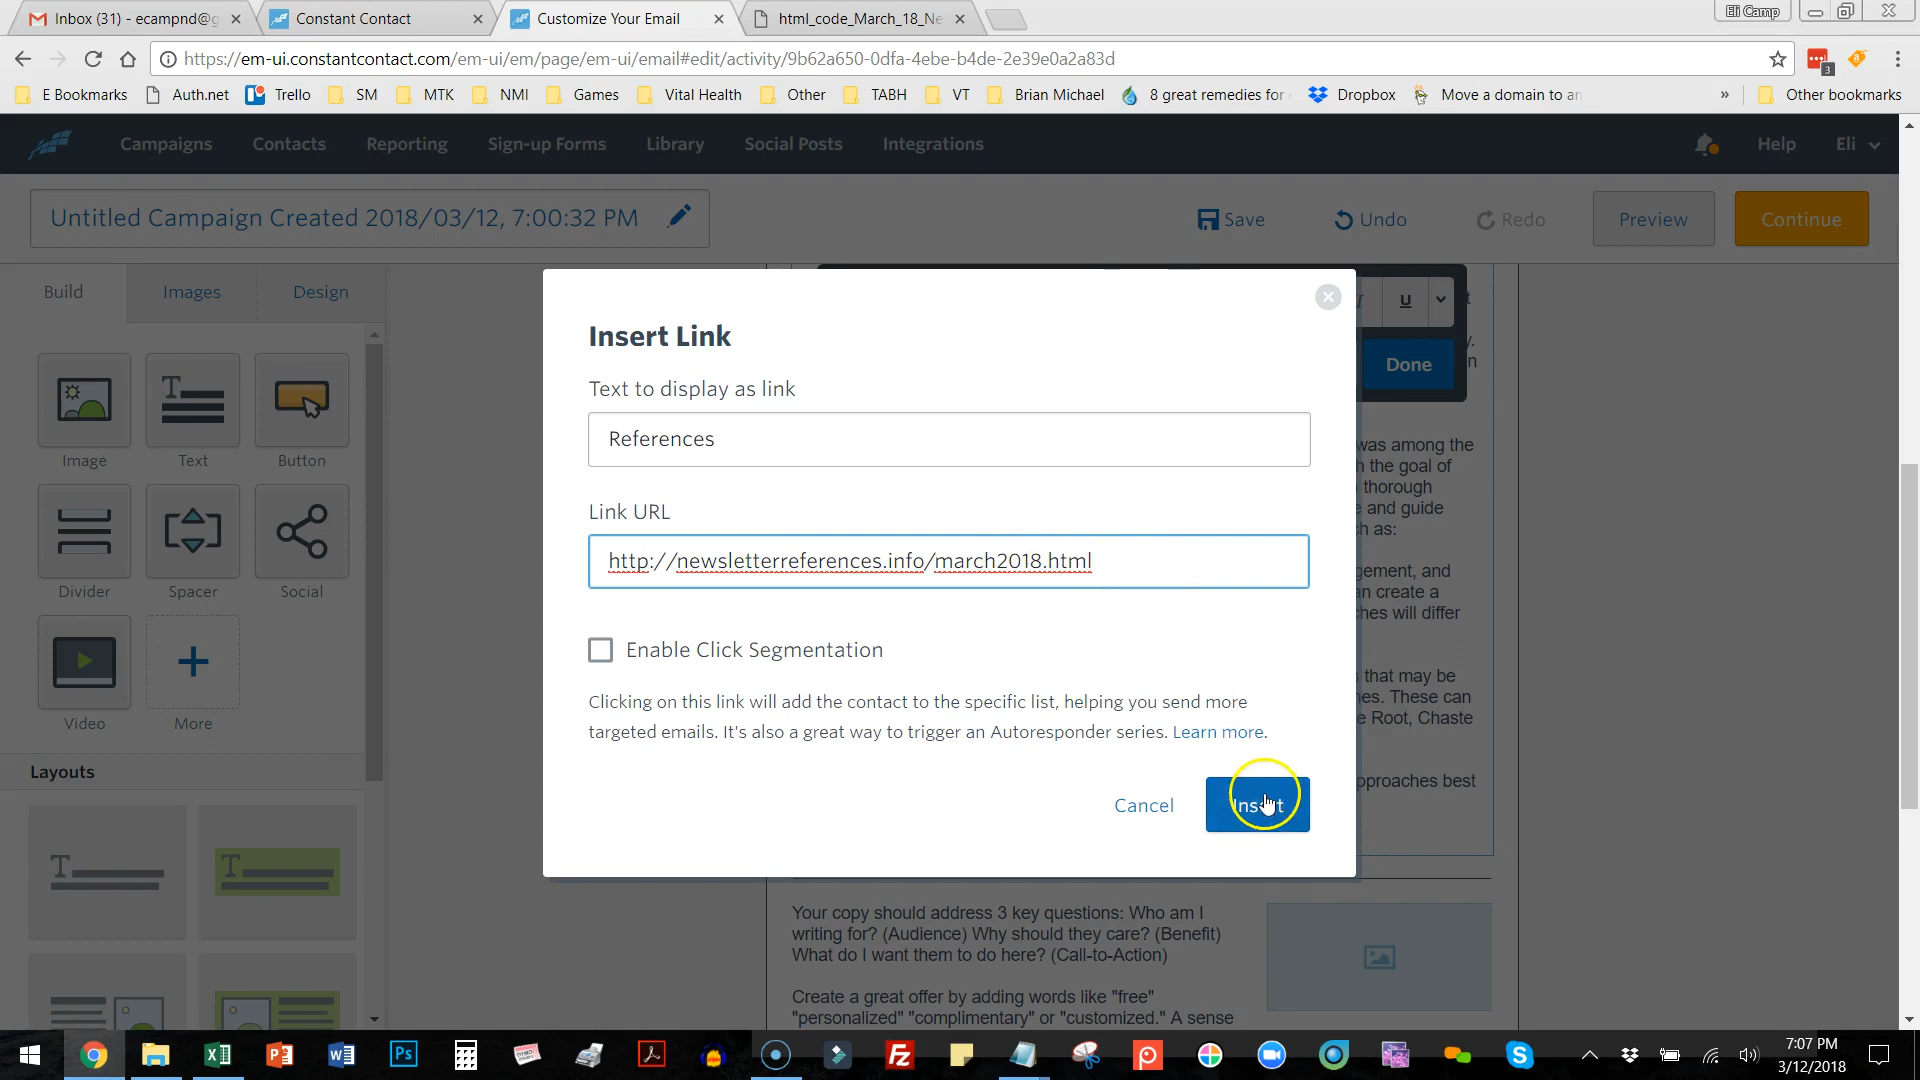 Inbox (31) - ecampnd@g
Constant Contact
Customize Your Email
html_code_March_18_Ne
Eli Camp
https://em-ui.constantcontact.com/em-ui/em/page/em-ui/email#edit/activity/9b62a650-0dfa-4ebe-b4de-2e39e0a2a83d
3
E Bookmarks
Auth.net
Trello
SM
MTK
NMI
Games
Vital Health
Other
TABH
VT
Brian Michael
8 great remedies for
Dropbox
Move a domain to an
»
Other bookmarks
Campaigns
Contacts
Reporting
Sign-up Forms
Library
Social Posts
Integrations
Help
Eli
Untitled Campaign Created 2018/03/12, 7:00:32 PM
Save
Undo
Redo
Preview
Continue
Build
Images
Design
Image
Text
Button
Divider
Spacer
Social
Video
More
Layouts
Insert Link
Text to display as link
References
Link URL
http://newsletterreferences.info/march2018.html
Enable Click Segmentation
Clicking on this link will add the contact to the specific list, helping you send more
targeted emails. It's also a great way to trigger an Autoresponder series. Learn more.
Cancel
Insert
U
Done
was among the
the goal of
thorough
and guide
as:
gement, and
an create a
ches will differ
that may be
These can
Root, Chaste
pproaches best
Your copy should address 3 key questions: Who am I
writing for? (Audience) Why should they care? (Benefit)
What do I want them to do here? (Call-to-Action)
Create a great offer by adding words like "free"
"personalized" "complimentary" or "customized." A sense
7:07 PM
3/12/2018